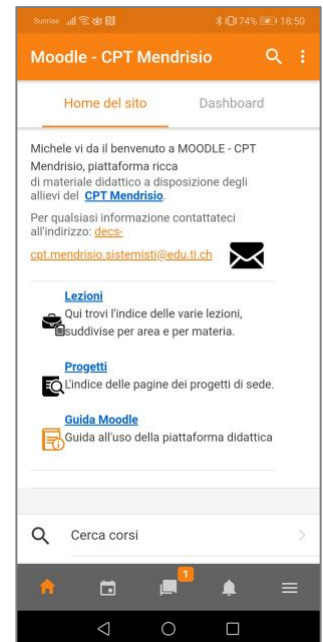 Sunrise 74% 18:50
Moodle - CPT Mendrisio
Home del sito Dashboard
Michele vi da il benvenuto a MOODLE - CPT
Mendrisio, piattaforma ricca
di materiale didattico a disposizione degli
allievi del CPT Mendrisio.
Per qualsiasi informazione contattateci
all'indirizzo: decs-
cpt.mendrisio.sistemisti@edu.ti.ch
Lezioni
Qui trovi l'indice delle varie lezioni,
suddivise per area e per materia.
Progetti
L'indice delle pagine dei progetti di sede.
Guida Moodle
Guida all'uso della piattaforma didattica
Cerca corsi
1